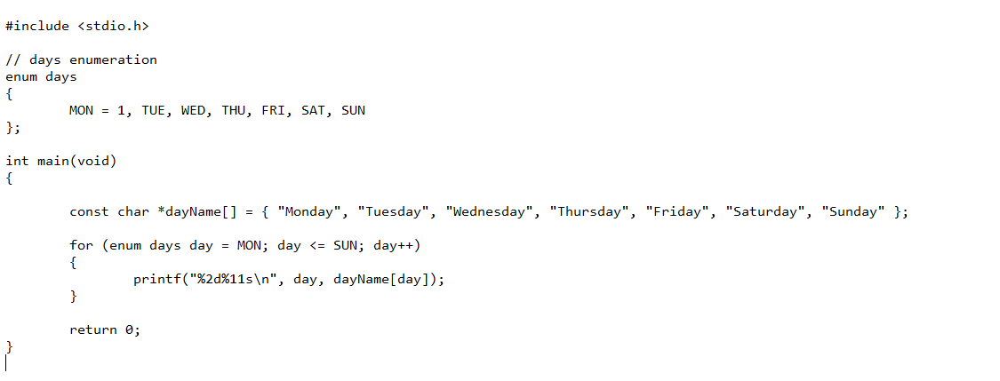 #include <stdio.h>
// days enumeration
enum days
{
MON = 1, TUE, WED, THU, FRI, SAT, SUN
};
int main(void)
{
const char *dayName[] = { "Monday", "Tuesday", "Wednesday", "Thursday", "Friday", "Saturday", "Sunday" };
for (enum days day = MON; day <= SUN; day++)
{
printf("%2d%11s\n", day, dayName[day]);
}
return 0;
}